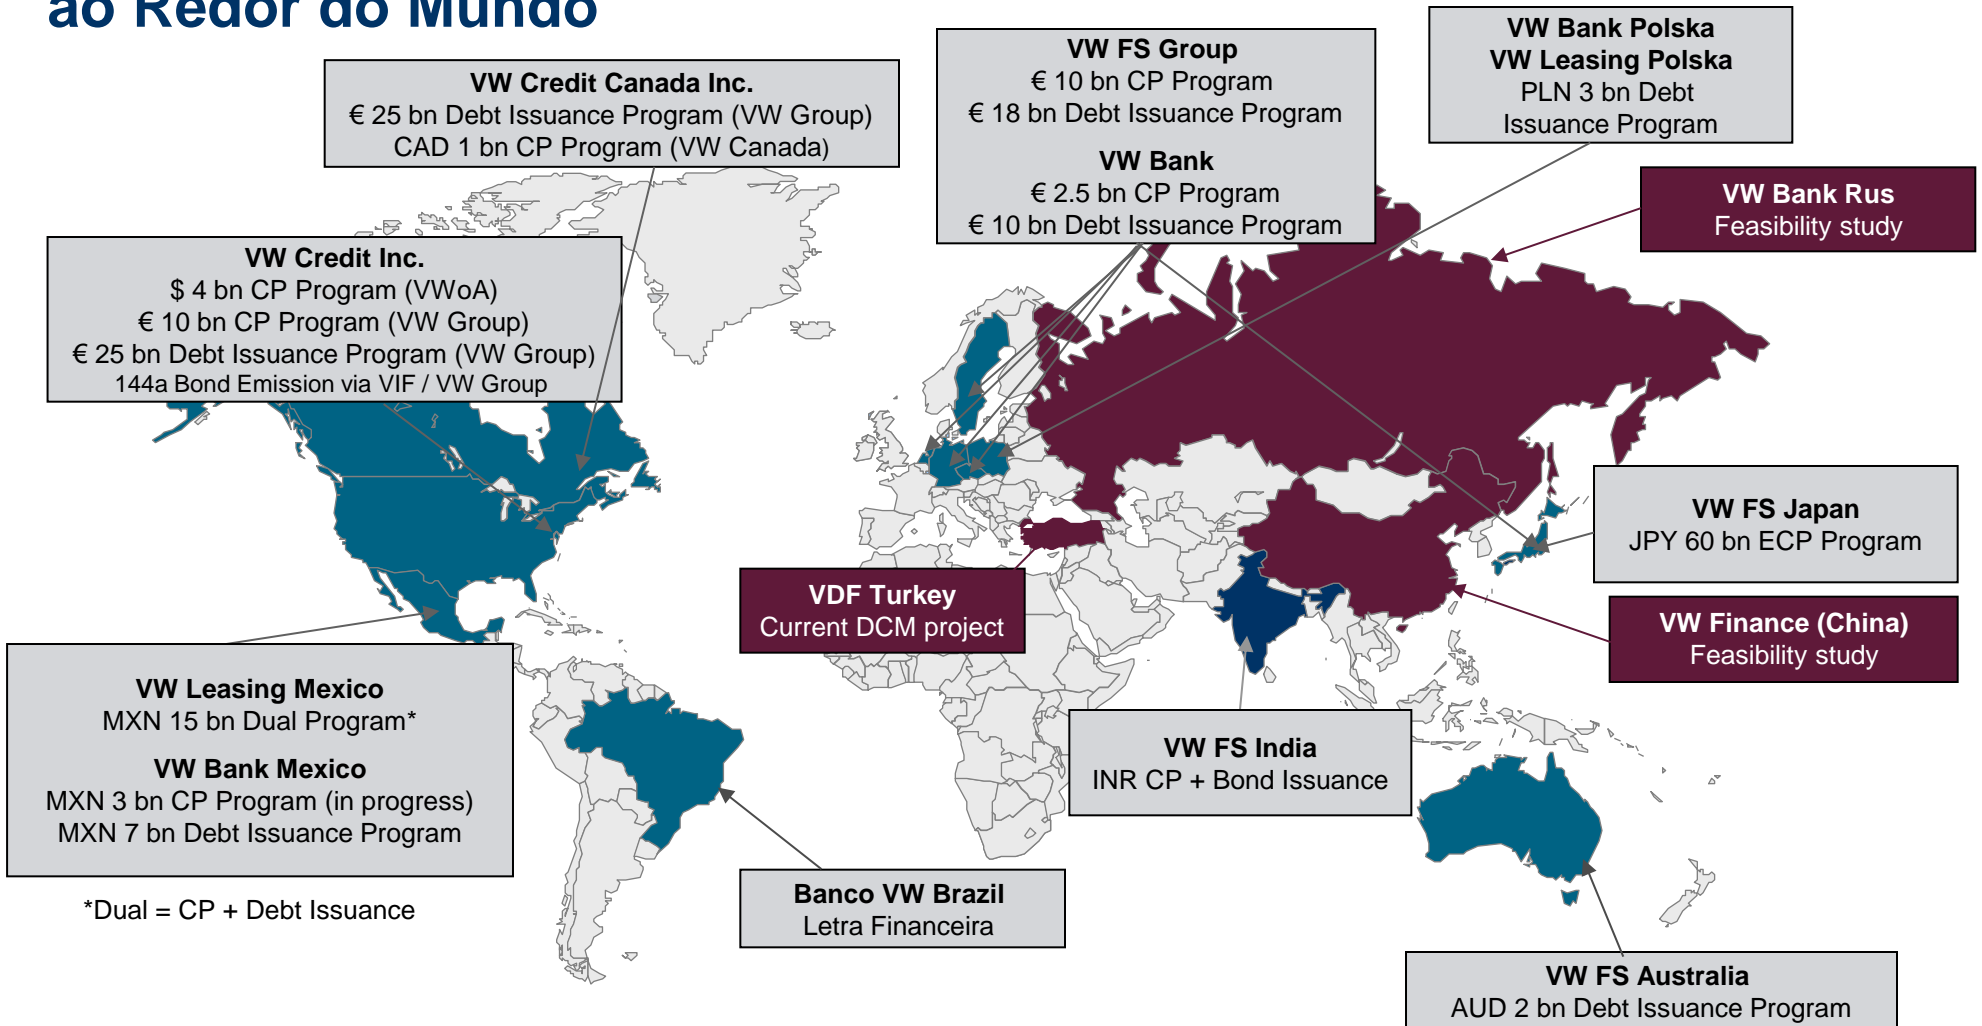 ao Redor do Mundo
VW Credit Canada Inc.
€ 25 bn Debt Issuance Program (VW Group)
CAD 1 bn CP Program (VW Canada)
VW FS Group
€ 10 bn CP Program
€ 18 bn Debt Issuance Program
VW Bank
€ 2.5 bn CP Program
€ 10 bn Debt Issuance Program
VW Bank Polska
VW Leasing Polska
PLN 3 bn Debt
Issuance Program
VW Bank Rus
Feasibility study
VW Credit Inc.
$ 4 bn CP Program (VWoA)
€ 10 bn CP Program (VW Group)
€ 25 bn Debt Issuance Program (VW Group)
144a Bond Emission via VIF / VW Group
VW FS Japan
JPY 60 bn ECP Program
VDF Turkey
Current DCM project
VW Finance (China)
Feasibility study
VW Leasing Mexico
MXN 15 bn Dual Program*
VW Bank Mexico
MXN 3 bn CP Program (in progress)
MXN 7 bn Debt Issuance Program
VW FS India
INR CP + Bond Issuance
*Dual = CP + Debt Issuance
Banco VW Brazil
Letra Financeira
VW FS Australia
AUD 2 bn Debt Issuance Program